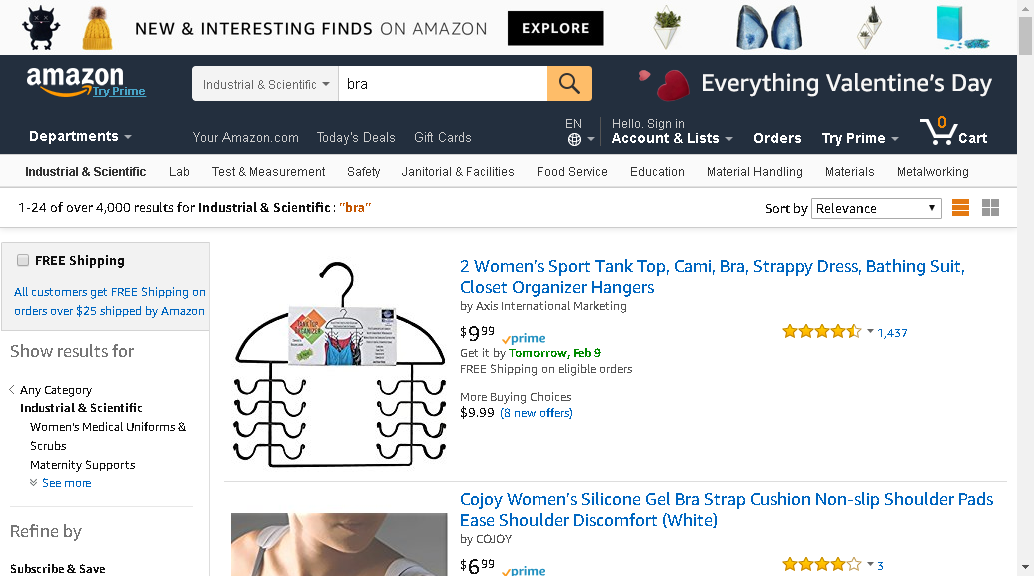 NEW & INTERESTING FINDS ON AMAZON
EXPLORE
amazon
Try Prime
Industrial & Scientific
bra
Everything Valentine's Day
Departments
Your Amazon.com
Today's Deals
Gift Cards
EN
Hello. Sign in
Account & Lists
Orders
Try Prime
0
Cart
Industrial & Scientific
Lab
Test & Measurement
Safety
Janitorial & Facilities
Food Service
Education
Material Handling
Materials
Metalworking
1-24 of over 4,000 results for Industrial & Scientific : "bra"
Sort by Relevance
FREE Shipping
All customers get FREE Shipping on
orders over $25 shipped by Amazon
Show results for
Any Category
Industrial & Scientific
Women's Medical Uniforms &
Scrubs
Maternity Supports
See more
Refine by
Subscribe & Save
TANK TOP
ORGANIZER
2 Women's Sport Tank Top, Cami, Bra, Strappy Dress, Bathing Suit,
Closet Organizer Hangers
by Axis International Marketing
$9 99 prime
Get it by Tomorrow, Feb 9
FREE Shipping on eligible orders
More Buying Choices
$9.99 (8 new offers)
1,437
Cojoy Women's Silicone Gel Bra Strap Cushion Non-slip Shoulder Pads
Ease Shoulder Discomfort (White)
by COJOY
$6 99 prime
3